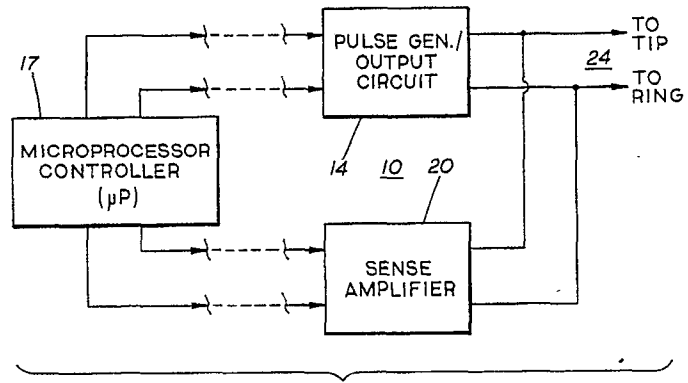 17
MICROPROCESSOR
CONTROLLER
(µP)
PULSE GEN./
OUTPUT
CIRCUIT
14
10
20
SENSE
AMPLIFIER
TO
TIP
24
TO
RING